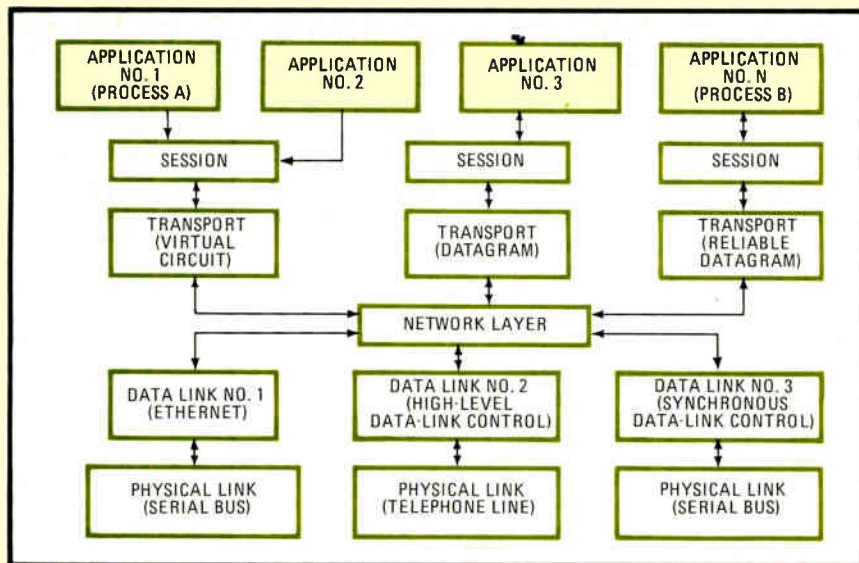 APPLICATION
NO. 1
(PROCESS A)
APPLICATION
NO. 2
APPLICATION
NO. 3
APPLICATION
NO. N
(PROCESS B)
SESSION
SESSION
SESSION
TRANSPORT
(VIRTUAL
CIRCUIT)
TRANSPORT
(DATAGRAM)
TRANSPORT
(RELIABLE
DATAGRAM)
NETWORK LAYER
DATA LINK NO. 1
(ETHERNET)
DATA LINK NO. 2
(HIGH-LEVEL
DATA-LINK CONTROL)
DATA LINK NO. 3
(SYNCHRONOUS
DATA-LINK CONTROL)
PHYSICAL LINK
(SERIAL BUS)
PHYSICAL LINK
(TELEPHONE LINE)
PHYSICAL LINK
(SERIAL BUS)